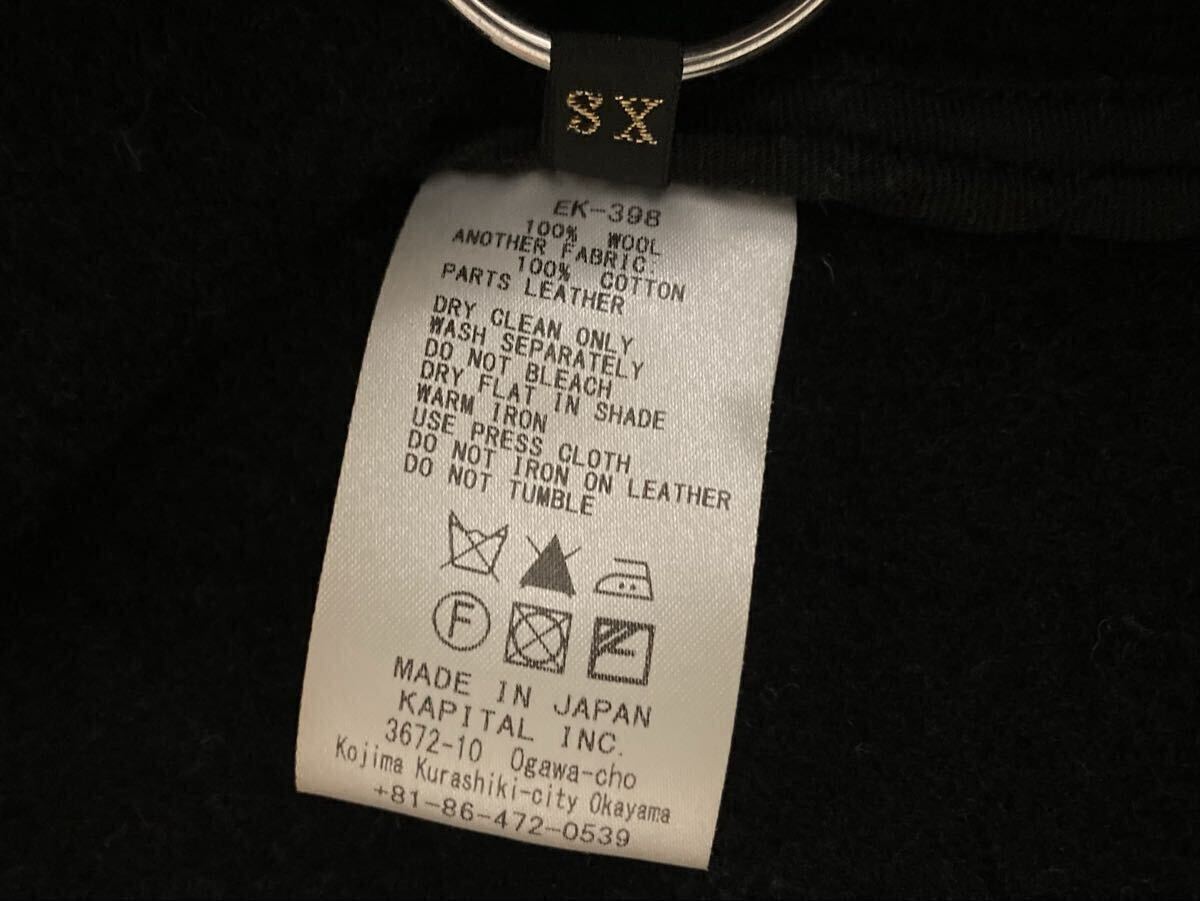 SX
EK-398
100% WOOL
ANOTHER FABRIC.
100% COTTON
PARTS LEATHER
DRY CLEAN ONLY
WASH SEPARATELY
DO NOT BLEACH
DRY FLAT IN SHADE
WARM IRON
USE PRESS CLOTH
DO NOT IRON ON LEATHER
DO NOT TUMBLE
F
MADE IN JAPAN
KAPITAL INC.
3672-10 Ogawa-cho
Kojima Kurashiki-city Okayama
+81-86-472-0539